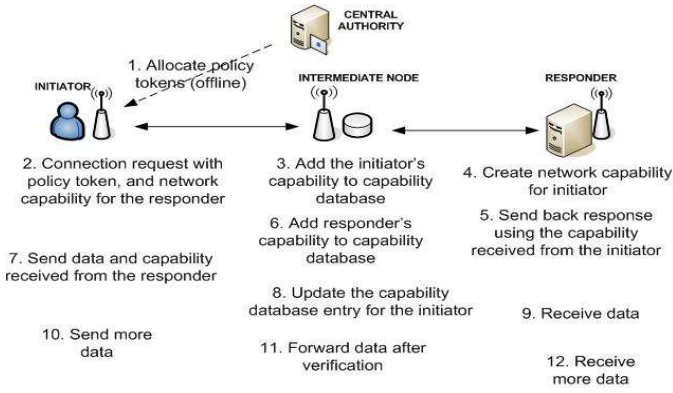 CENTRAL
AUTHORITY
1. Allocate policy
tokens (offline)
INITIATOR
INTERMEDIATE NODE
RESPONDER
2. Connection request with
policy token, and network
capability for the responder
3. Add the initiator's
capability to capability
database
4. Create network capability
for initiator
5. Send back response
using the capability
received from the initiator
6. Add responder's
capability to capability
database
7. Send data and capability
received from the responder
8. Update the capability
database entry for the initiator
9. Receive data
10. Send more
data
11. Forward data after
verification
12. Receive
more data